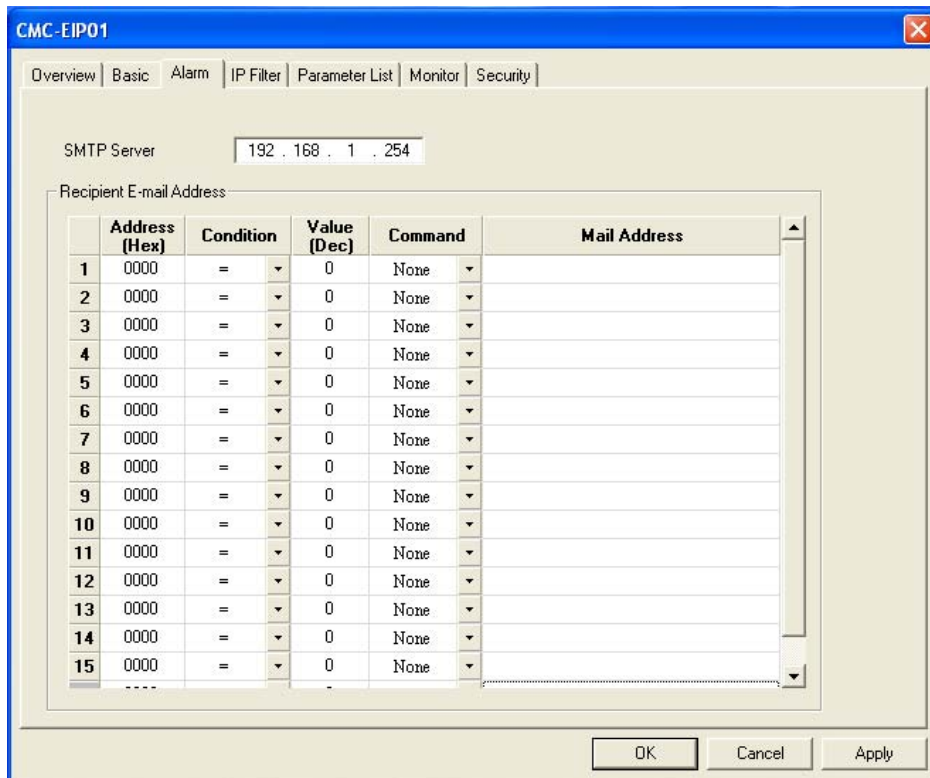 CMC-EIP01
Overview Basic Alarm IP Filter Parameter List Monitor Security
SMTP Server 192 . 168 . 1 . 254
Recipient E-mail Address
Address (Hex) Condition Value (Dec) Command Mail Address
1 0000 = 0 None
2 0000 = 0 None
3 0000 = 0 None
4 0000 = 0 None
5 0000 = 0 None
6 0000 = 0 None
7 0000 = 0 None
8 0000 = 0 None
9 0000 = 0 None
10 0000 = 0 None
11 0000 = 0 None
12 0000 = 0 None
13 0000 = 0 None
14 0000 = 0 None
15 0000 = 0 None
OK Cancel Apply